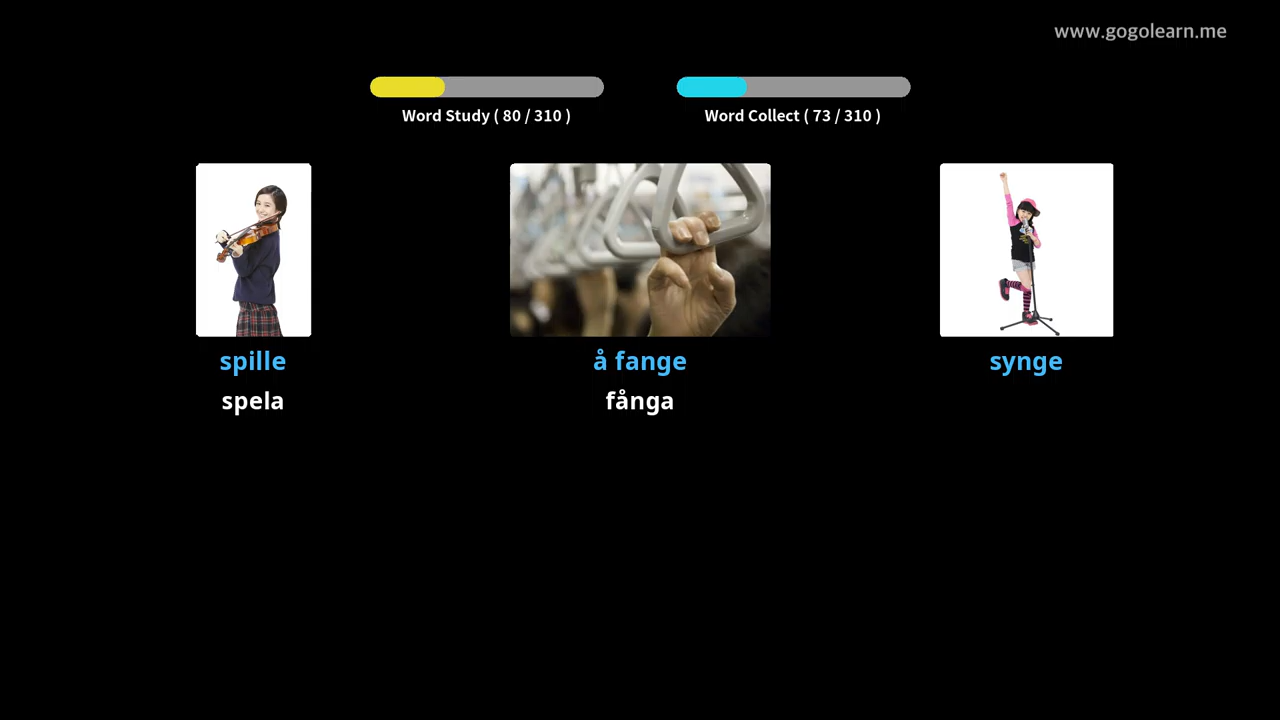 www.gogolearn.me
Word Study ( 80 / 310 )
Word Collect ( 73 / 310 )
spille
å fange
synge
spela
fånga